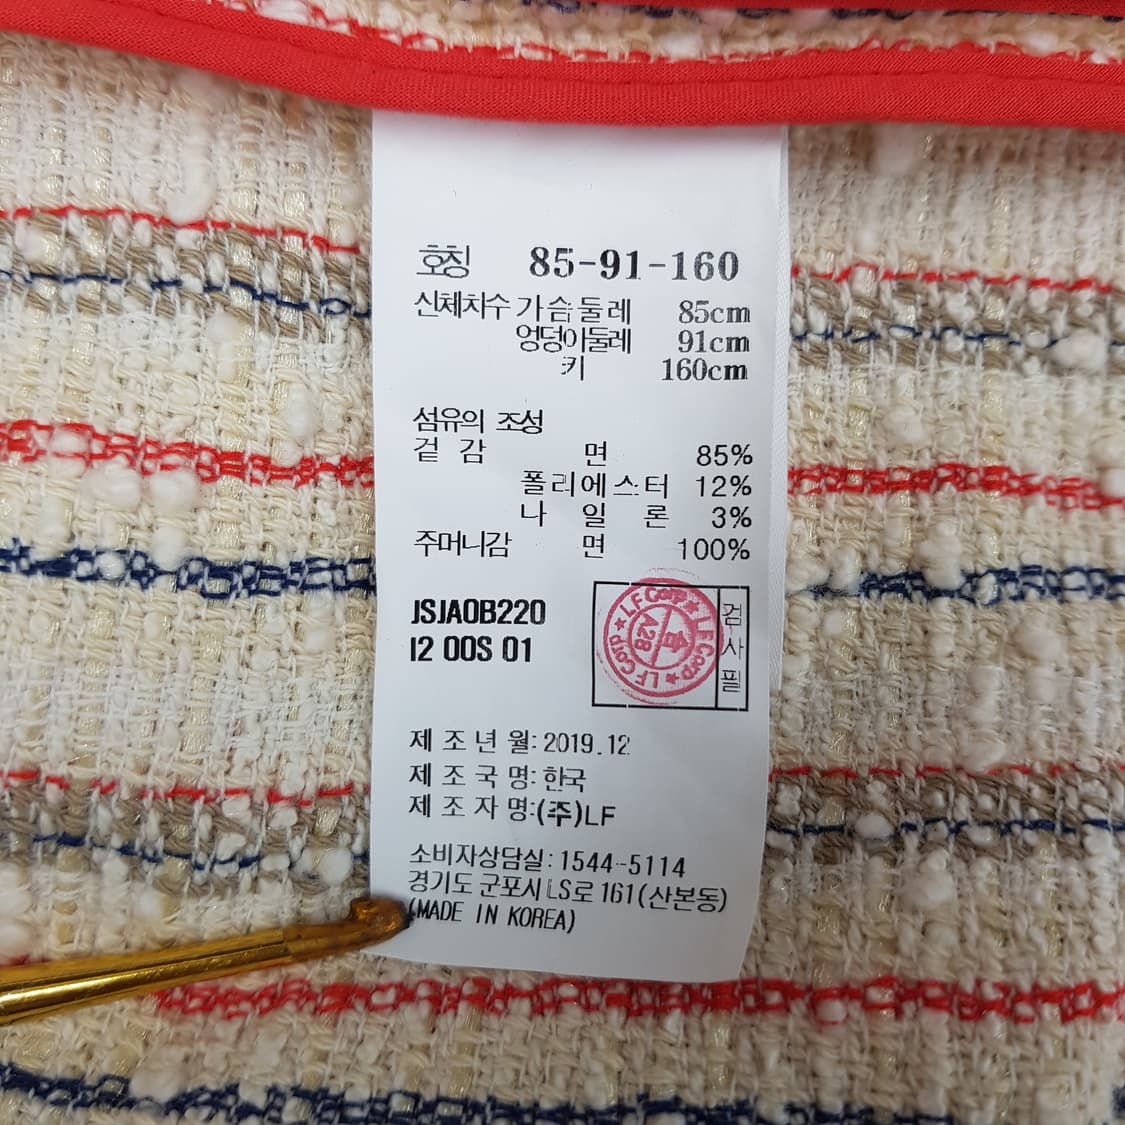 호칭 85-91-160
신체치수 가슴둘레 85cm
엉덩이둘레 91cm
키 160cm
섬유의 조성
겉감 면 85%
폴리에스터 12%
나일론 3%
주머니감 면 100%
JSJA0B220
I2 00S 01
검사필
LF Corp ★ LF Corp ★ LF Corp ★
A28
합
제조년월: 2019.12
제조국명: 한국
제조자명:(주)LF
소비자상담실: 1544-5114
경기도 군포시 LS로 161(산본동)
(MADE IN KOREA)